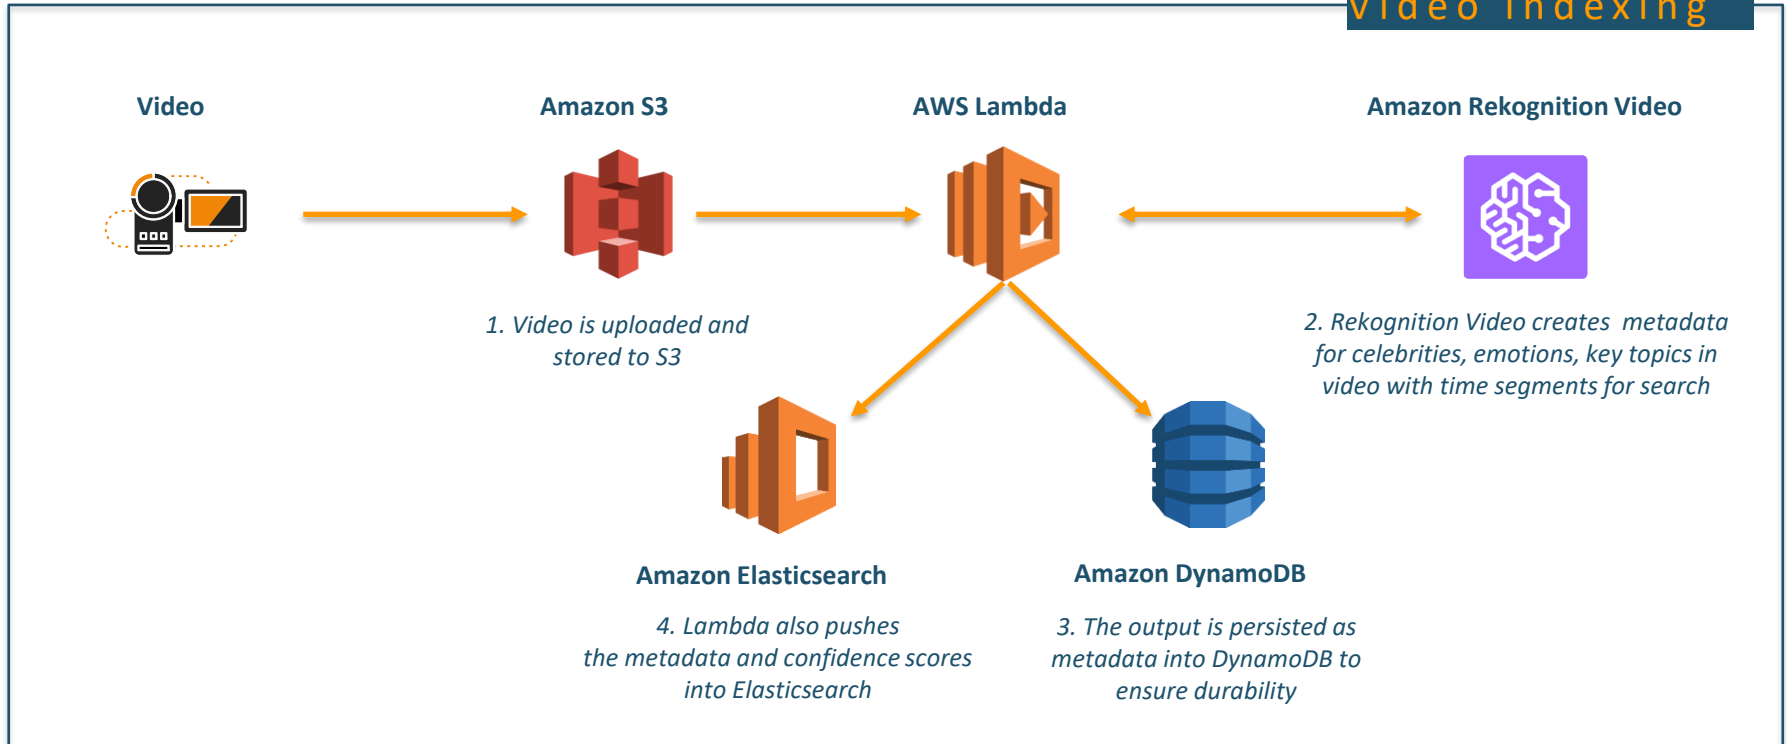 Video Indexing
Video
Amazon S3
AWS Lambda
Amazon Rekognition Video
1. Video is uploaded and
stored to S3
2. Rekognition Video creates metadata
for celebrities, emotions, key topics in
video with time segments for search
Amazon Elasticsearch
4. Lambda also pushes
the metadata and confidence scores
into Elasticsearch
Amazon DynamoDB
3. The output is persisted as
metadata into DynamoDB to
ensure durability